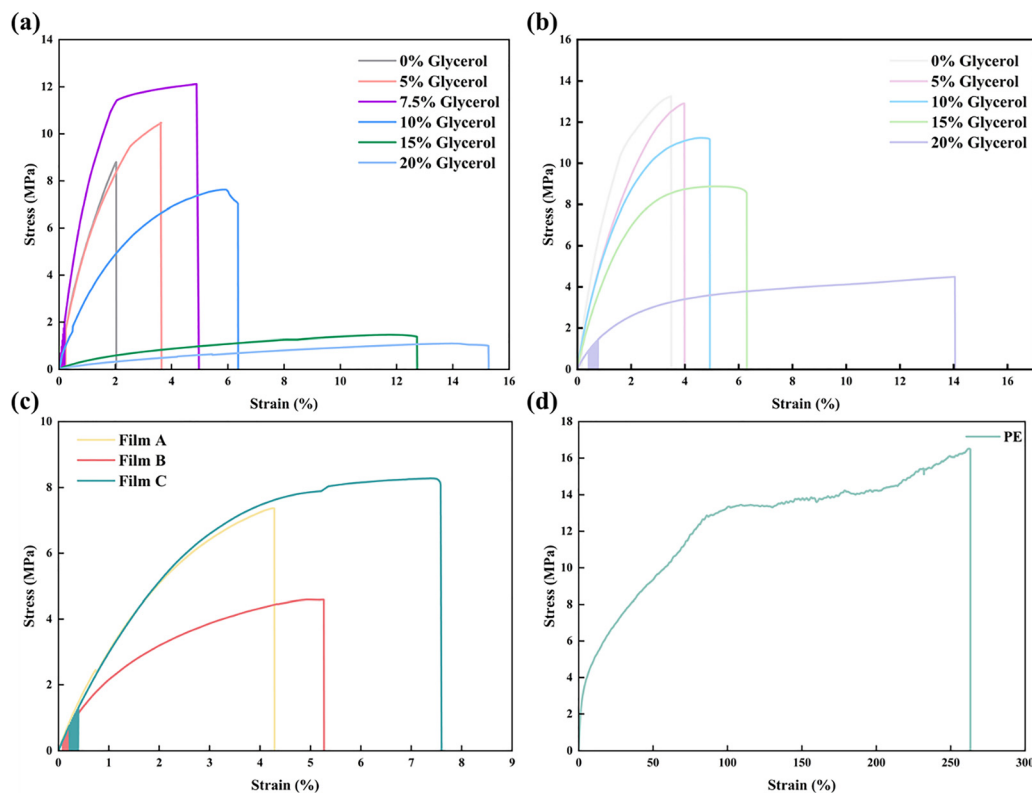 (a)
14
12
10
8
6
4
2
0
Stress (MPa)
0% Glycerol
5% Glycerol
7.5% Glycerol
10% Glycerol
15% Glycerol
20% Glycerol
0 2 4 6 8 10 12 14 16
Strain (%)
(b)
16
14
12
10
8
6
4
2
0
Stress (MPa)
0% Glycerol
5% Glycerol
10% Glycerol
15% Glycerol
20% Glycerol
0 2 4 6 8 10 12 14 16
Strain (%)
(c)
10
8
6
4
2
0
Stress (MPa)
Film A
Film B
Film C
0 1 2 3 4 5 6 7 8 9
Strain (%)
(d)
18
16
14
12
10
8
6
4
2
0
Stress (MPa)
PE
0 50 100 150 200 250 300
Strain (%)